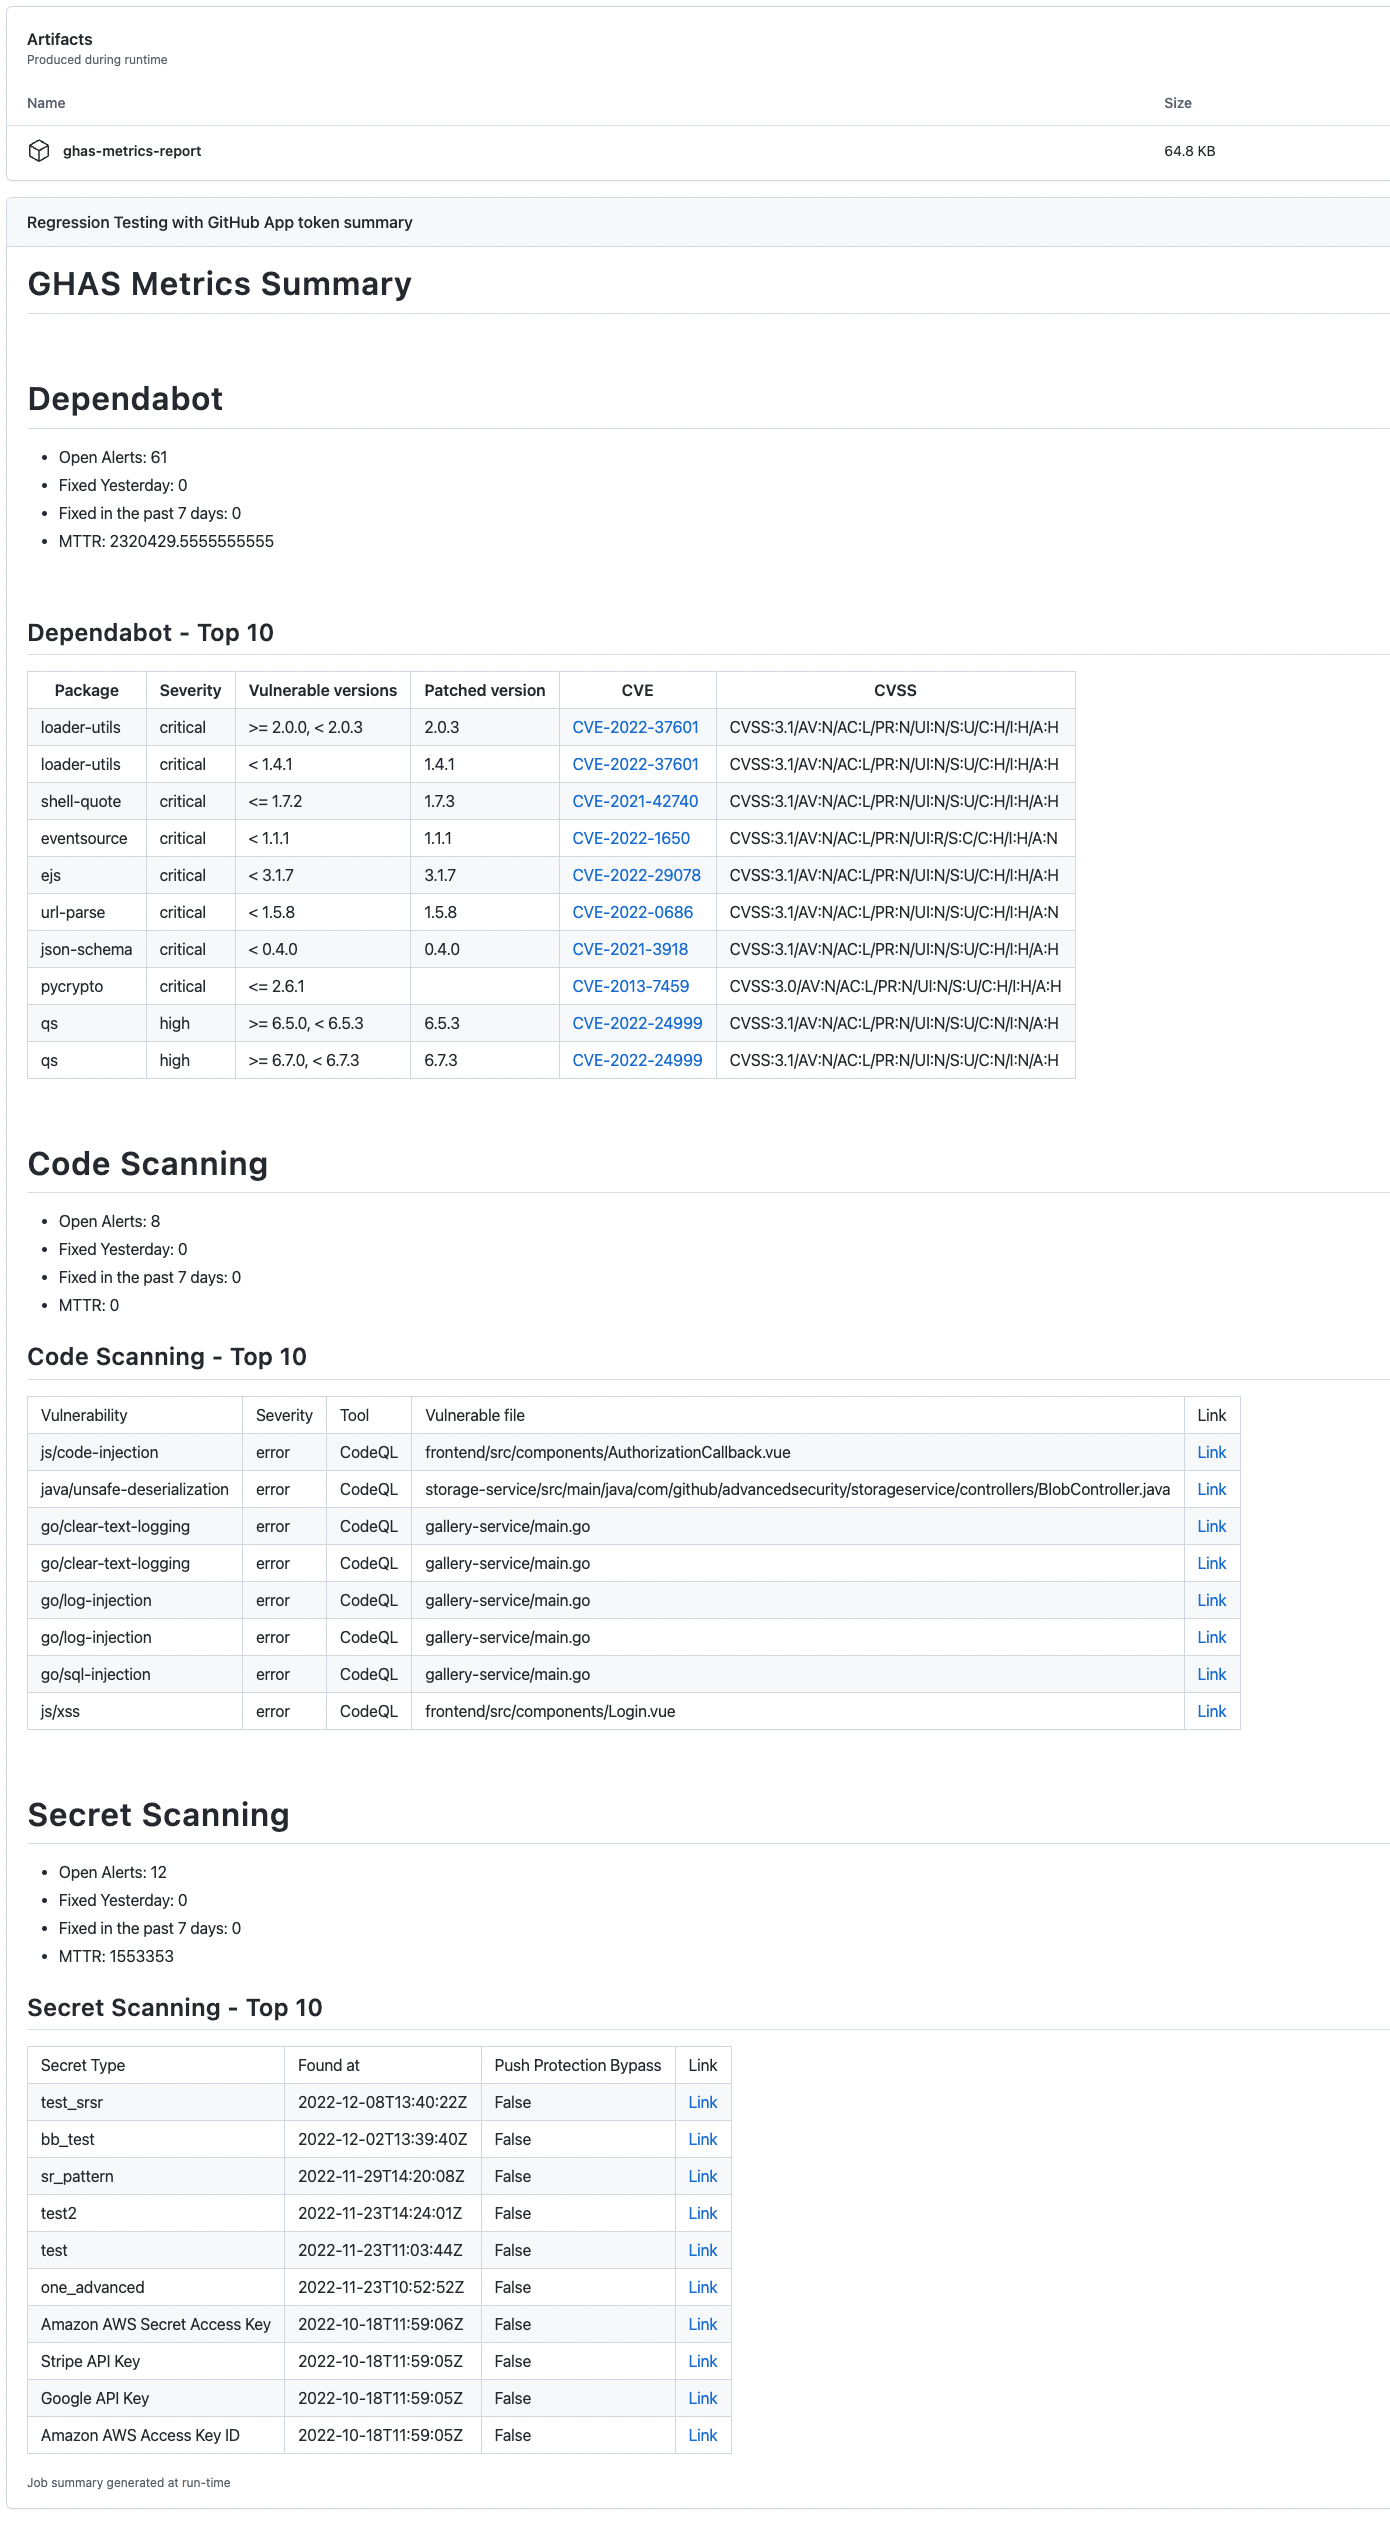 Artifacts
Produced during runtime
Name Size
ghas-metrics-report 64.8 KB
Regression Testing with GitHub App token summary
GHAS Metrics Summary
Dependabot
• Open Alerts: 61
• Fixed Yesterday: 0
• Fixed in the past 7 days: 0
• MTTR: 2320429.5555555555
Dependabot - Top 10
Package Severity Vulnerable versions Patched version CVE CVSS
loader-utils critical >= 2.0.0, < 2.0.3 2.0.3 CVE-2022-37601 CVSS:3.1/AV:N/AC:L/PR:N/UI:N/S:U/C:H/I:H/A:H
loader-utils critical < 1.4.1 1.4.1 CVE-2022-37601 CVSS:3.1/AV:N/AC:L/PR:N/UI:N/S:U/C:H/I:H/A:H
shell-quote critical <= 1.7.2 1.7.3 CVE-2021-42740 CVSS:3.1/AV:N/AC:L/PR:N/UI:N/S:U/C:H/I:H/A:H
eventsource critical < 1.1.1 1.1.1 CVE-2022-1650 CVSS:3.1/AV:N/AC:L/PR:N/UI:R/S:C/C:H/I:H/A:N
ejs critical < 3.1.7 3.1.7 CVE-2022-29078 CVSS:3.1/AV:N/AC:L/PR:N/UI:N/S:U/C:H/I:H/A:H
url-parse critical < 1.5.8 1.5.8 CVE-2022-0686 CVSS:3.1/AV:N/AC:L/PR:N/UI:N/S:U/C:H/I:H/A:N
json-schema critical < 0.4.0 0.4.0 CVE-2021-3918 CVSS:3.1/AV:N/AC:L/PR:N/UI:N/S:U/C:H/I:H/A:H
pycrypto critical <= 2.6.1 CVE-2013-7459 CVSS:3.0/AV:N/AC:L/PR:N/UI:N/S:U/C:H/I:H/A:H
qs high >= 6.5.0, < 6.5.3 6.5.3 CVE-2022-24999 CVSS:3.1/AV:N/AC:L/PR:N/UI:N/S:U/C:N/I:N/A:H
qs high >= 6.7.0, < 6.7.3 6.7.3 CVE-2022-24999 CVSS:3.1/AV:N/AC:L/PR:N/UI:N/S:U/C:N/I:N/A:H
Code Scanning
• Open Alerts: 8
• Fixed Yesterday: 0
• Fixed in the past 7 days: 0
• MTTR: 0
Code Scanning - Top 10
Vulnerability Severity Tool Vulnerable file Link
js/code-injection error CodeQL frontend/src/components/AuthorizationCallback.vue Link
java/unsafe-deserialization error CodeQL storage-service/src/main/java/com/github/advancedsecurity/storageservice/controllers/BlobController.java Link
go/clear-text-logging error CodeQL gallery-service/main.go Link
go/clear-text-logging error CodeQL gallery-service/main.go Link
go/log-injection error CodeQL gallery-service/main.go Link
go/log-injection error CodeQL gallery-service/main.go Link
go/sql-injection error CodeQL gallery-service/main.go Link
js/xss error CodeQL frontend/src/components/Login.vue Link
Secret Scanning
• Open Alerts: 12
• Fixed Yesterday: 0
• Fixed in the past 7 days: 0
• MTTR: 1553353
Secret Scanning - Top 10
Secret Type Found at Push Protection Bypass Link
test_srsr 2022-12-08T13:40:22Z False Link
bb_test 2022-12-02T13:39:40Z False Link
sr_pattern 2022-11-29T14:20:08Z False Link
test2 2022-11-23T14:24:01Z False Link
test 2022-11-23T11:03:44Z False Link
one_advanced 2022-11-23T10:52:52Z False Link
Amazon AWS Secret Access Key 2022-10-18T11:59:06Z False Link
Stripe API Key 2022-10-18T11:59:05Z False Link
Google API Key 2022-10-18T11:59:05Z False Link
Amazon AWS Access Key ID 2022-10-18T11:59:05Z False Link
Job summary generated at run-time